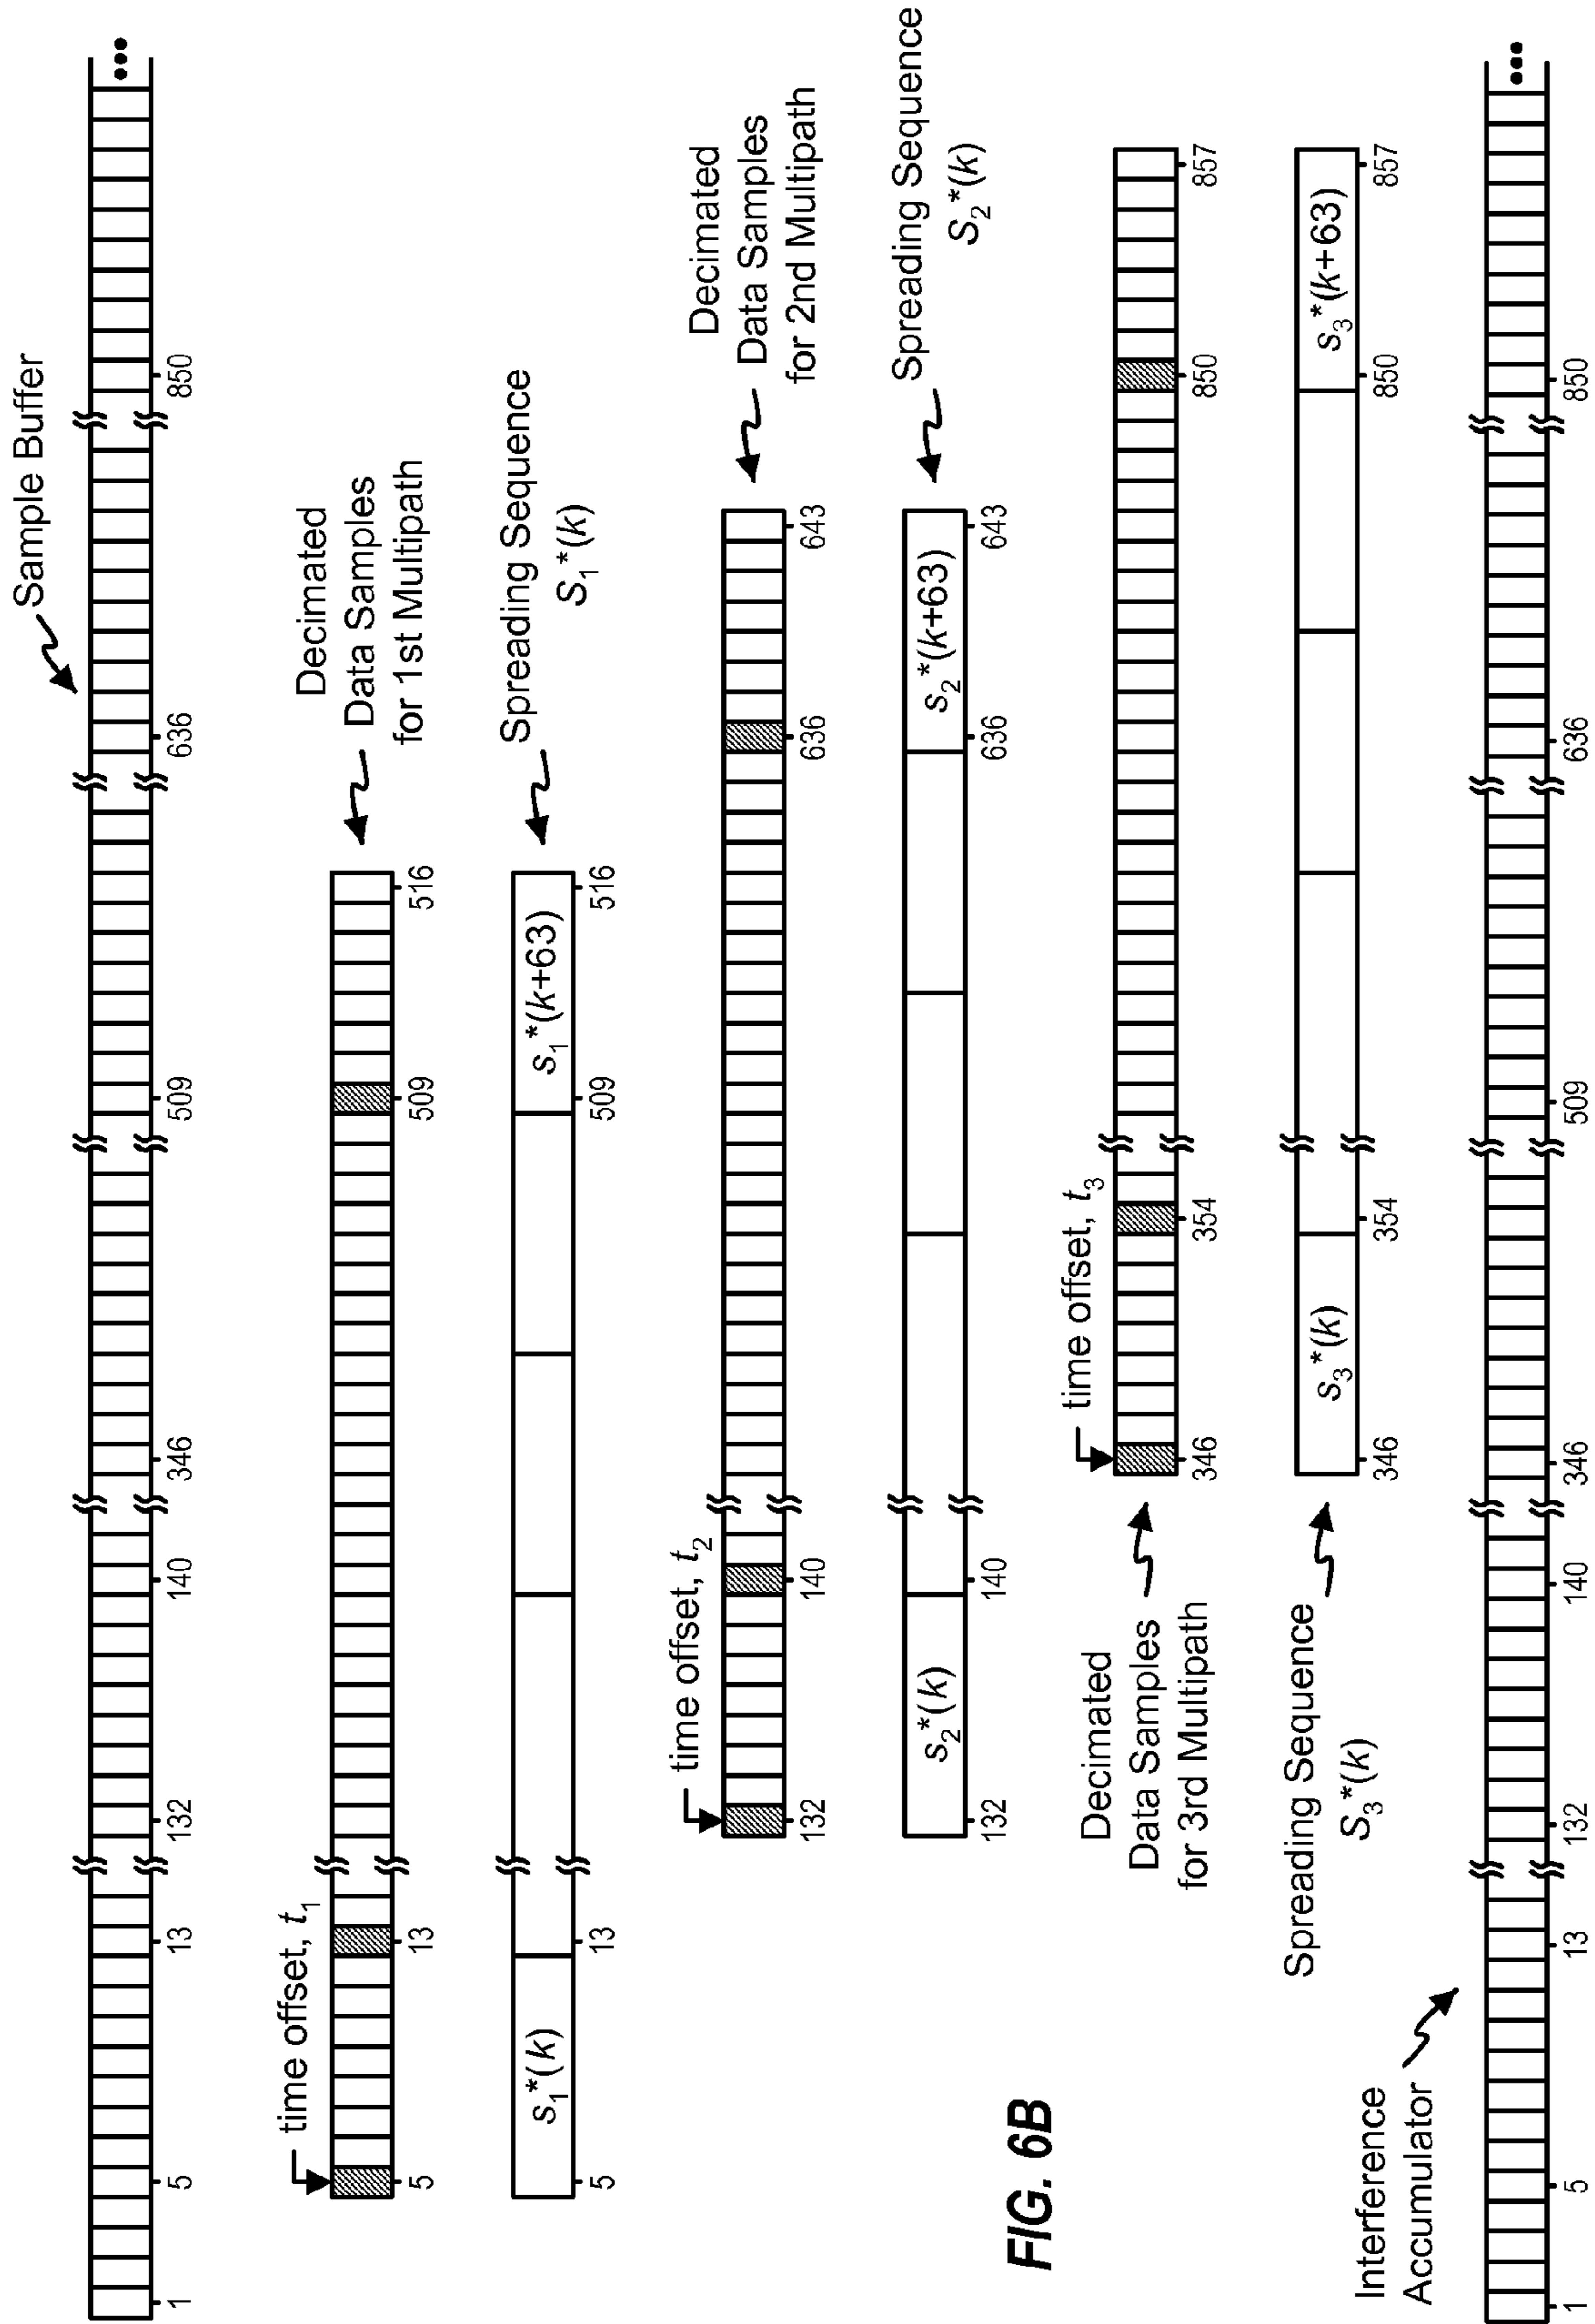 Sample Buffer
1 5 13 132 140 346 509 636 850
time offset, t₁
Decimated
Data Samples
for 1st Multipath
5 13 509 516
s₁*(k) s₁*(k+63)
Spreading Sequence
S₁*(k)
5 13 509 516
time offset, t₂
Decimated
Data Samples
for 2nd Multipath
132 140 636 643
s₂*(k) s₂*(k+63)
Spreading Sequence
S₂*(k)
132 140 636 643
time offset, t₃
Decimated
Data Samples
for 3rd Multipath
346 354 850 857
Spreading Sequence
S₃*(k)
s₃*(k) s₃*(k+63)
346 354 850 857
FIG. 6B
Interference
Accumulator
1 5 13 132 140 346 509 636 850